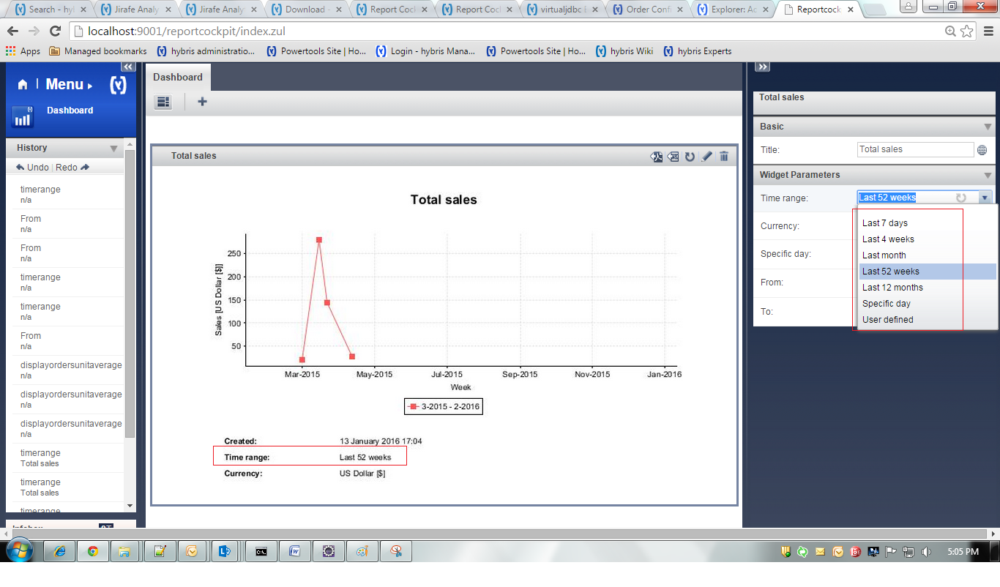 Search - hyl
Jirafe Analy
Jirafe Analy
Download -
Report Cock
Report Cock
virtualjdbc E
Order Confi
Explorer: Ac
Reportcock
localhost:9001/reportcockpit/index.zul
Apps
Managed bookmarks
hybris administratio...
Powertools Site | Ho...
Login - hybris Mana...
Powertools Site | Ho...
hybris Wiki
hybris Experts
Menu
Dashboard
History
Undo | Redo
timerange
n/a
From
n/a
From
n/a
timerange
n/a
timerange
n/a
From
n/a
displayordersunitaverage
n/a
displayordersunitaverage
n/a
displayordersunitaverage
n/a
timerange
Total sales
timerange
Total sales
timerange
Infobox
Dashboard
Total sales
Total sales
Sales [US Dollar [$]]
250
200
150
100
50
Mar-2015 May-2015 Jul-2015 Sep-2015 Nov-2015 Jan-2016
Week
3-2015 - 2-2016
Created: 13 January 2016 17:04
Time range: Last 52 weeks
Currency: US Dollar [$]
Total sales
Basic
Title: Total sales
Widget Parameters
Time range: Last 52 weeks
Currency:
Specific day:
From:
To:
Last 7 days
Last 4 weeks
Last month
Last 52 weeks
Last 12 months
Specific day
User defined
5:05 PM